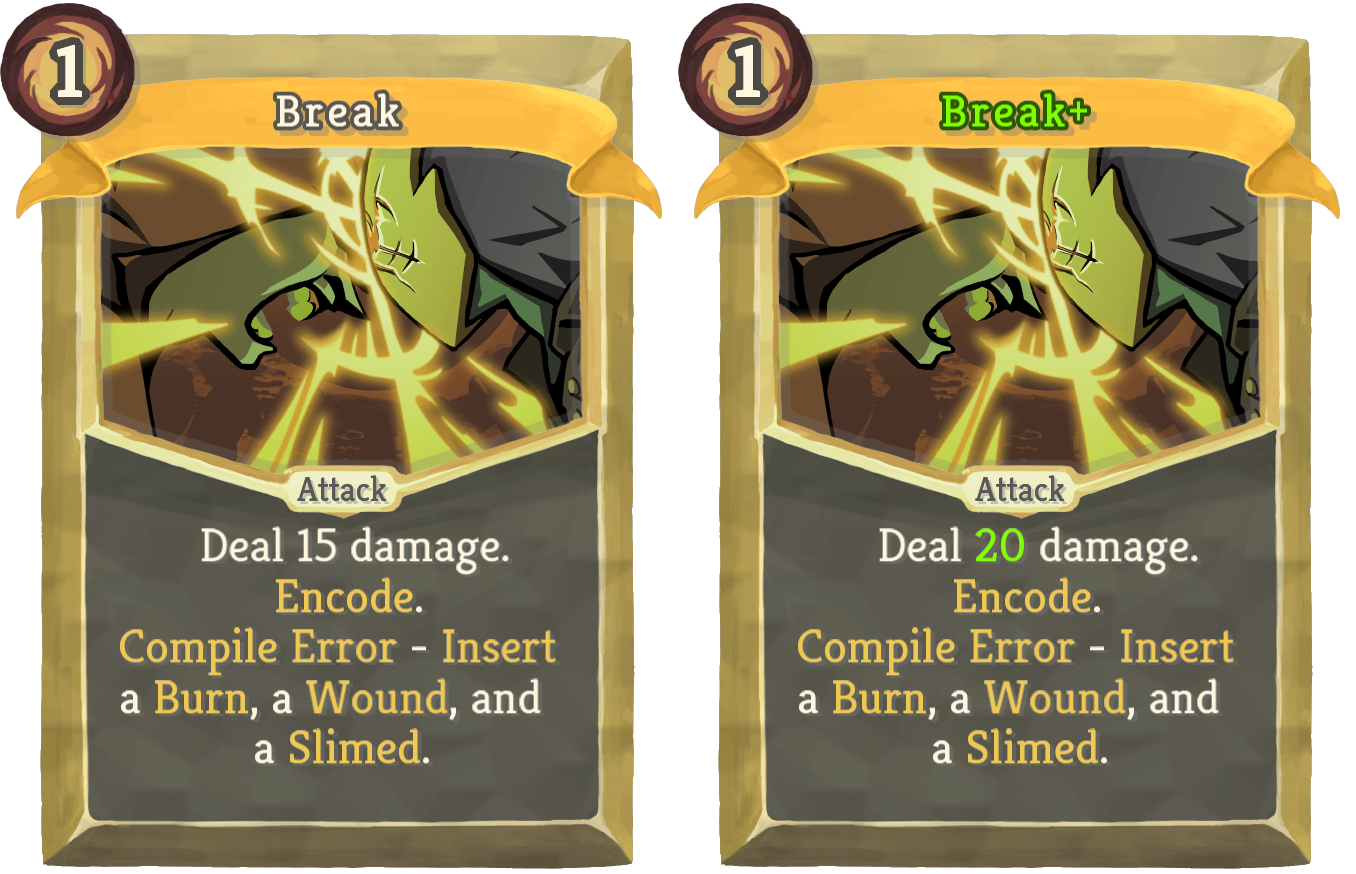 1
Break
Attack
Deal 15 damage.
Encode.
Compile Error - Insert
a Burn, a Wound, and
a Slimed.
1
Break+
Attack
Deal 20 damage.
Encode.
Compile Error - Insert
a Burn, a Wound, and
a Slimed.